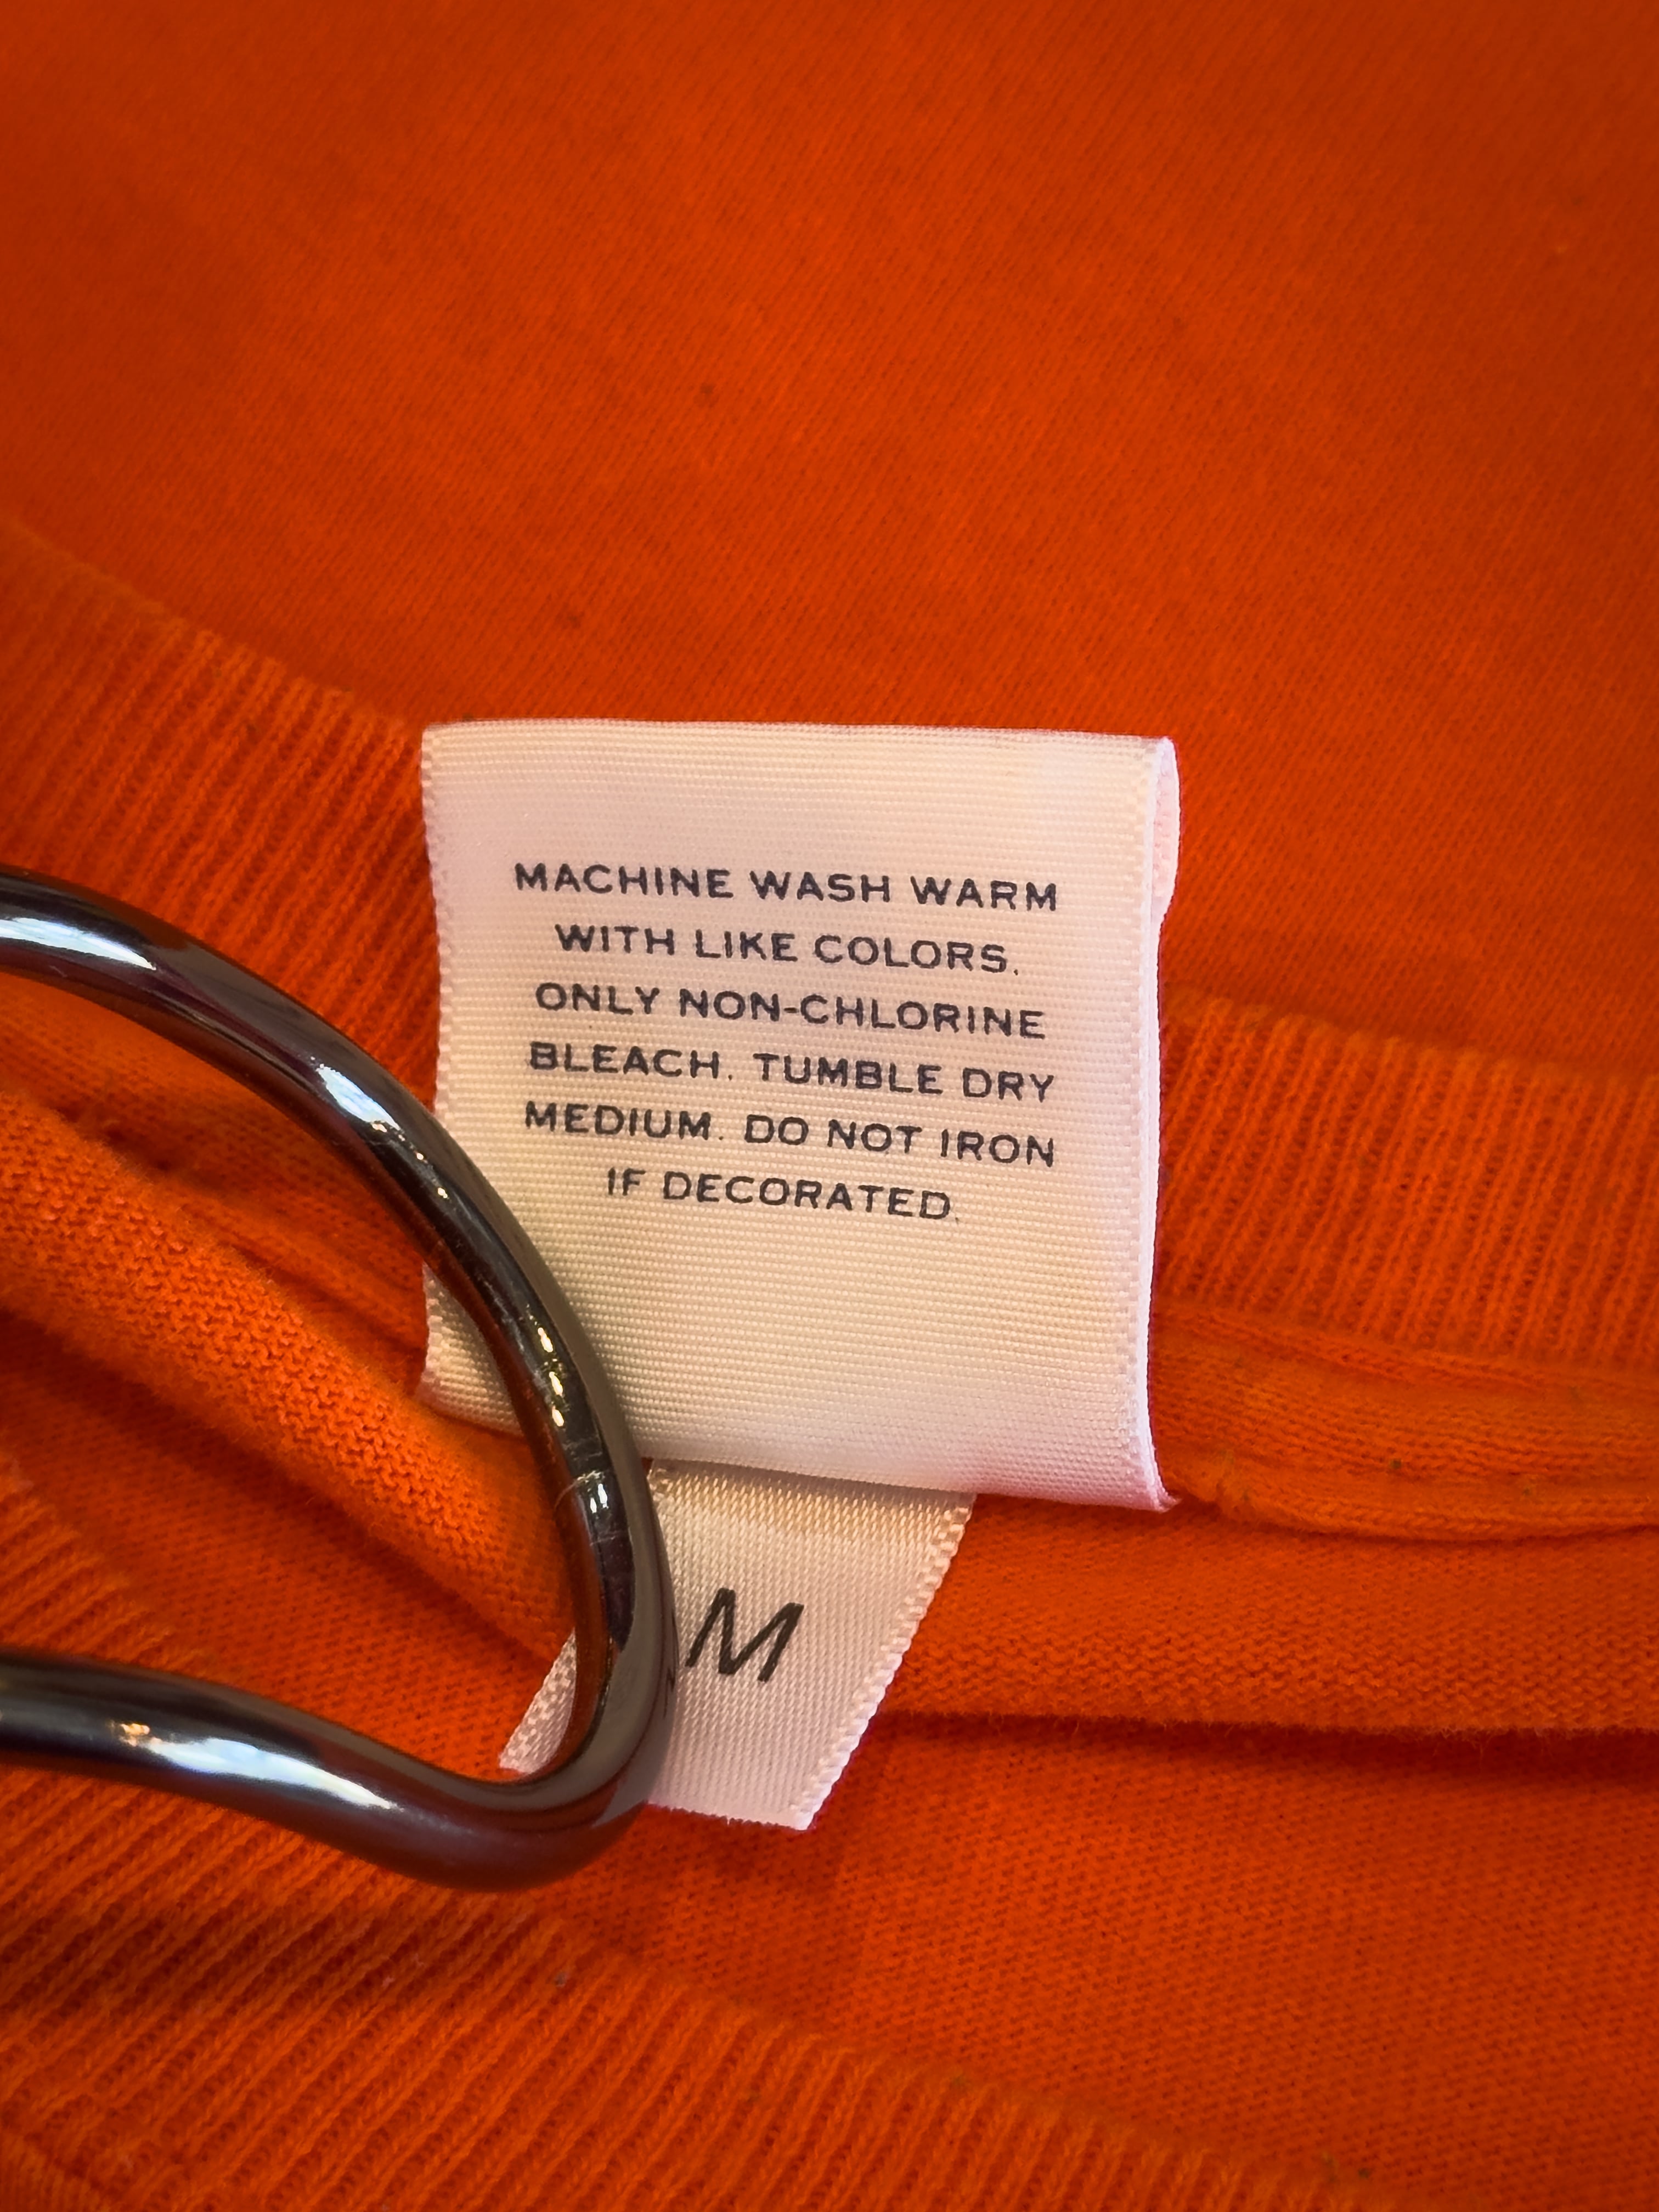 MACHINE WASH WARM
WITH LIKE COLORS.
ONLY NON-CHLORINE
BLEACH. TUMBLE DRY
MEDIUM. DO NOT IRON
IF DECORATED.
M